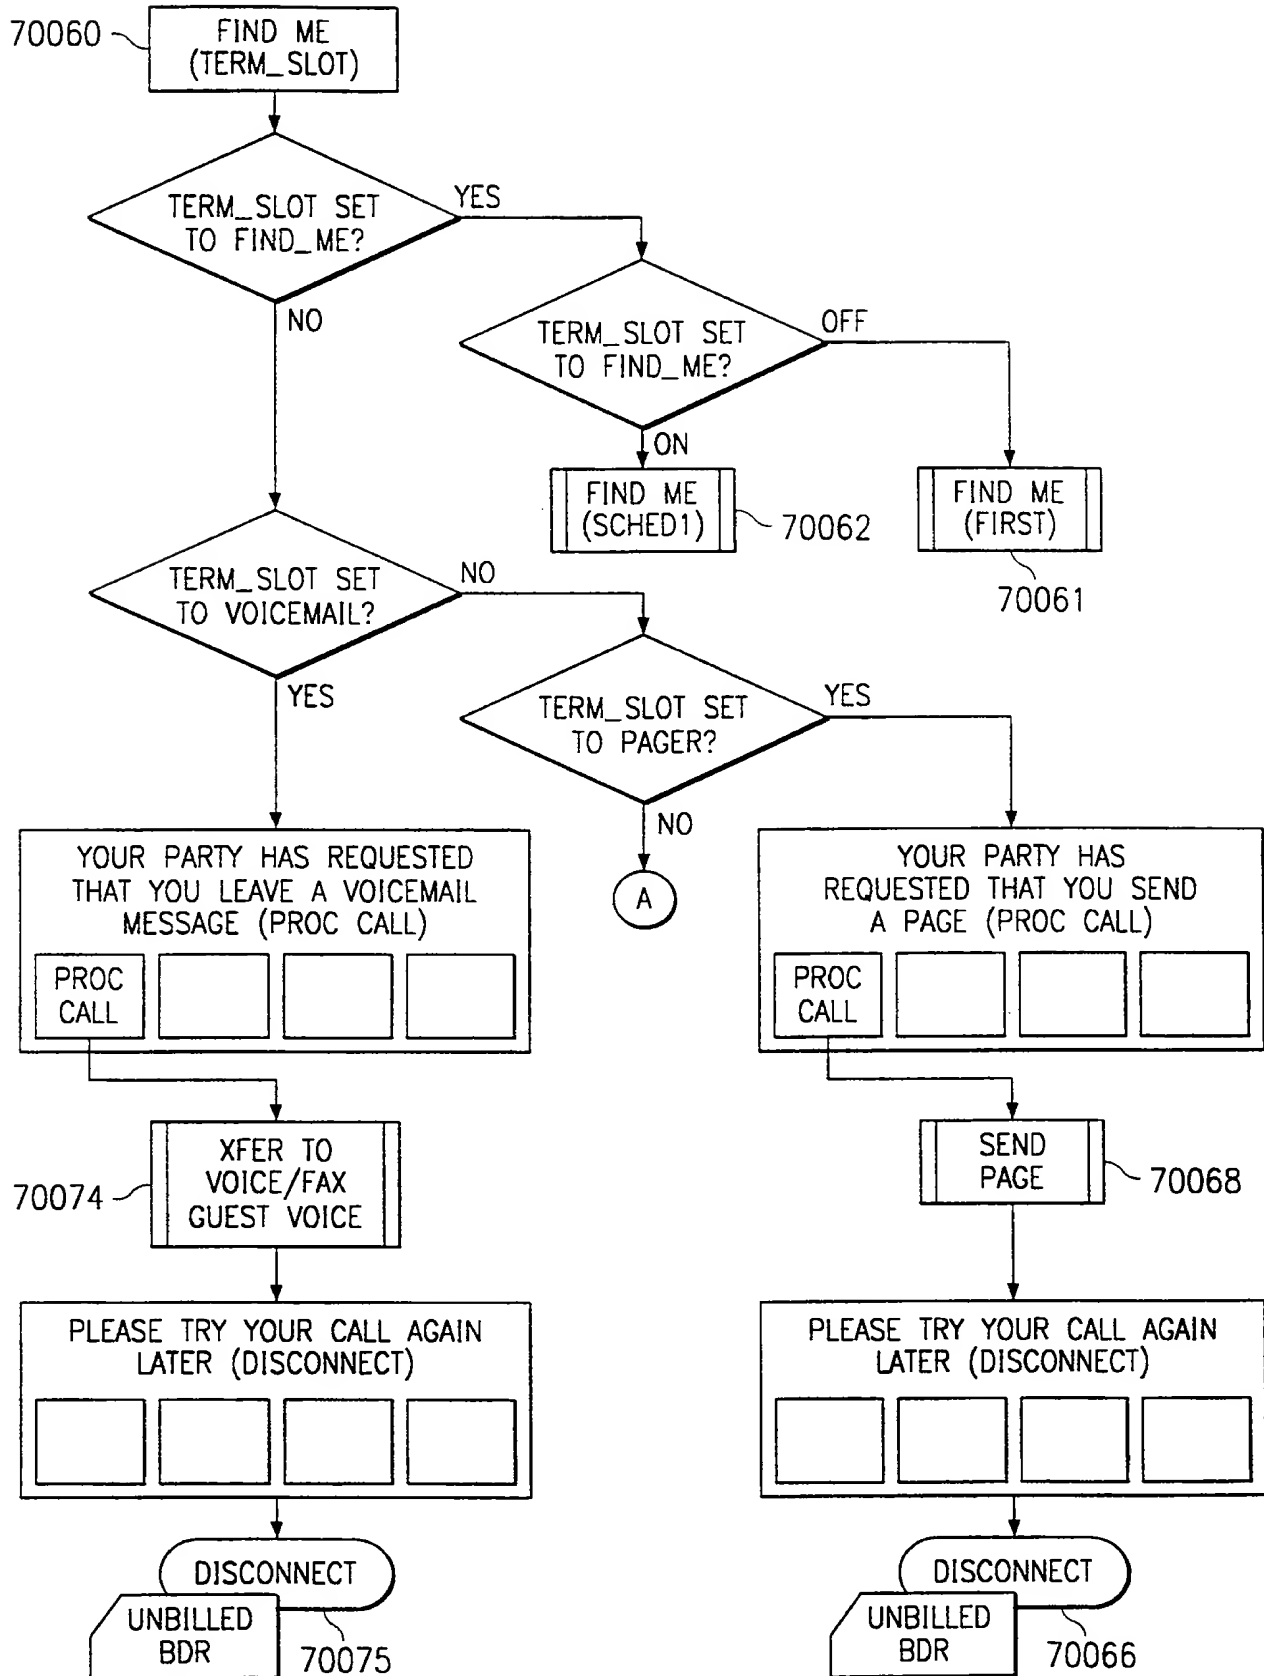 70060
FIND ME
(TERM_SLOT)
TERM_SLOT SET
TO FIND_ME?
YES
NO
TERM_SLOT SET
TO FIND_ME?
OFF
ON
FIND ME
(SCHED1)
70062
FIND ME
(FIRST)
70061
TERM_SLOT SET
TO VOICEMAIL?
NO
YES
TERM_SLOT SET
TO PAGER?
YES
NO
A
YOUR PARTY HAS REQUESTED
THAT YOU LEAVE A VOICEMAIL
MESSAGE (PROC CALL)
PROC
CALL
YOUR PARTY HAS
REQUESTED THAT YOU SEND
A PAGE (PROC CALL)
PROC
CALL
70074
XFER TO
VOICE/FAX
GUEST VOICE
SEND
PAGE
70068
PLEASE TRY YOUR CALL AGAIN
LATER (DISCONNECT)
PLEASE TRY YOUR CALL AGAIN
LATER (DISCONNECT)
DISCONNECT
UNBILLED
BDR
70075
DISCONNECT
UNBILLED
BDR
70066